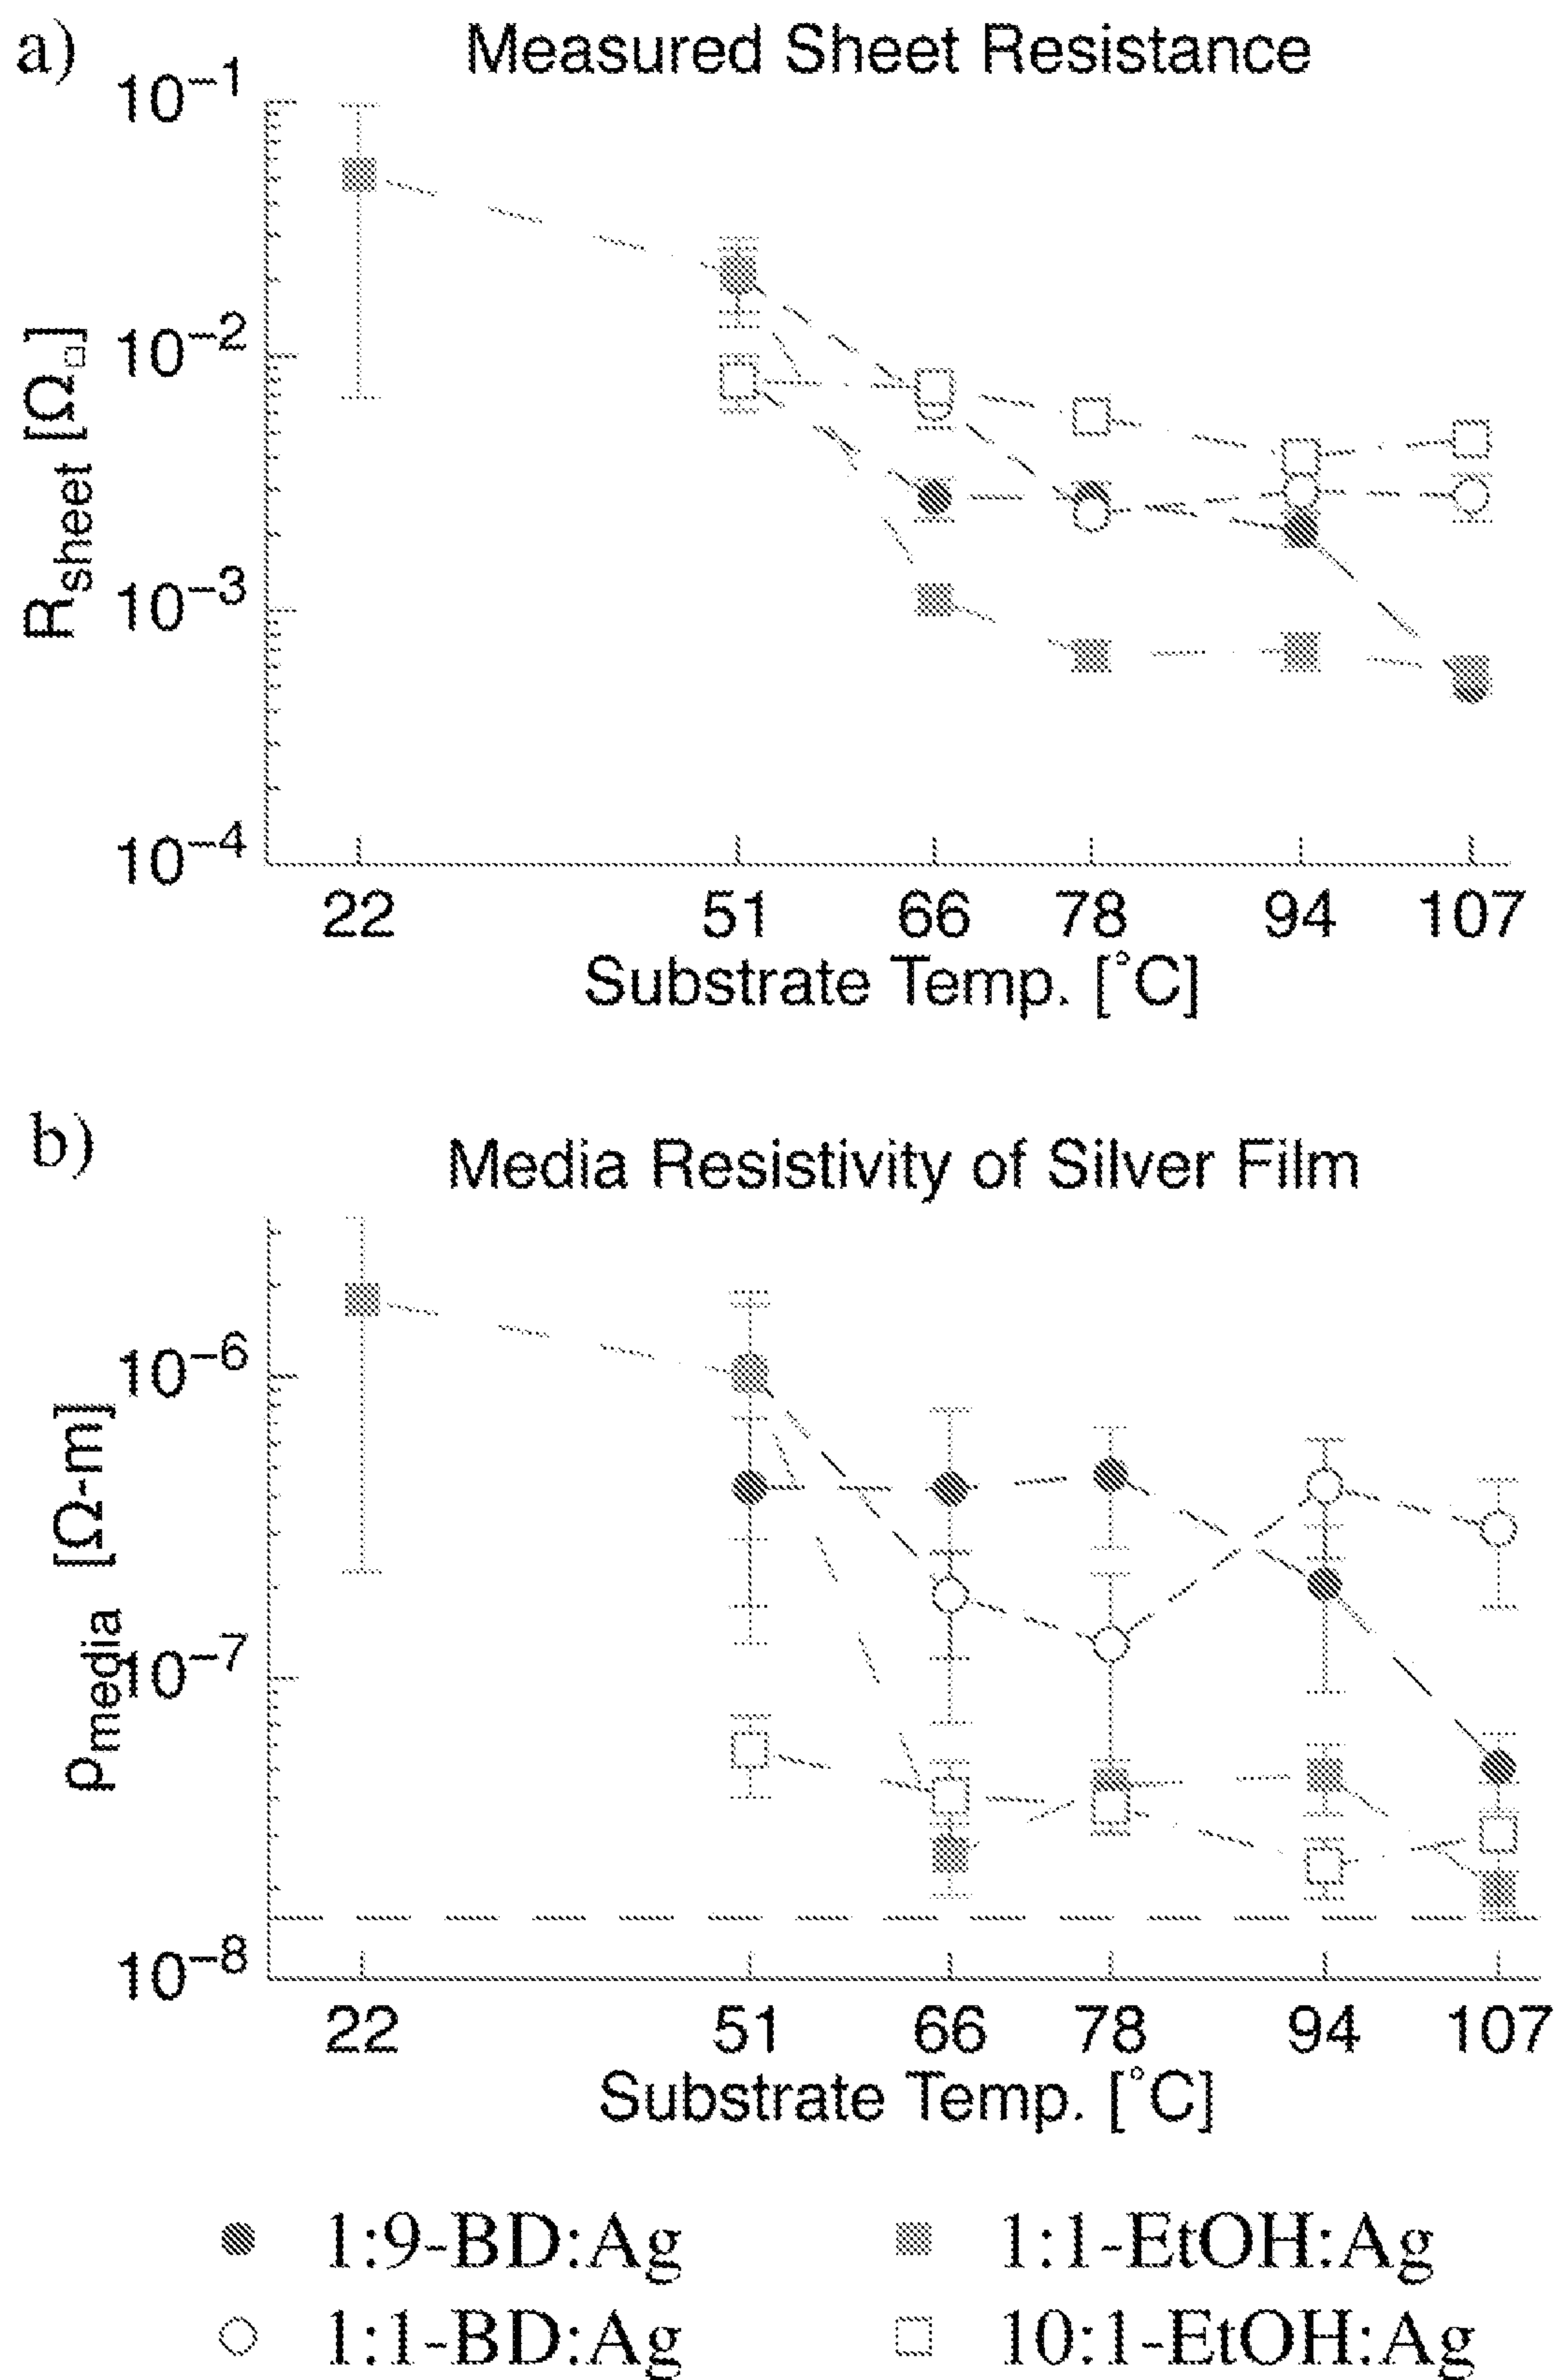 a)
Measured Sheet Resistance
10⁻¹
10⁻²
10⁻³
10⁻⁴
R_sheet [Ω□]
22 51 66 78 94 107
Substrate Temp. [°C]
b)
Media Resistivity of Silver Film
10⁻⁶
10⁻⁷
10⁻⁸
ρ_media [Ω-m]
22 51 66 78 94 107
Substrate Temp. [°C]
1:9-BD:Ag 1:1-EtOH:Ag
1:1-BD:Ag 10:1-EtOH:Ag